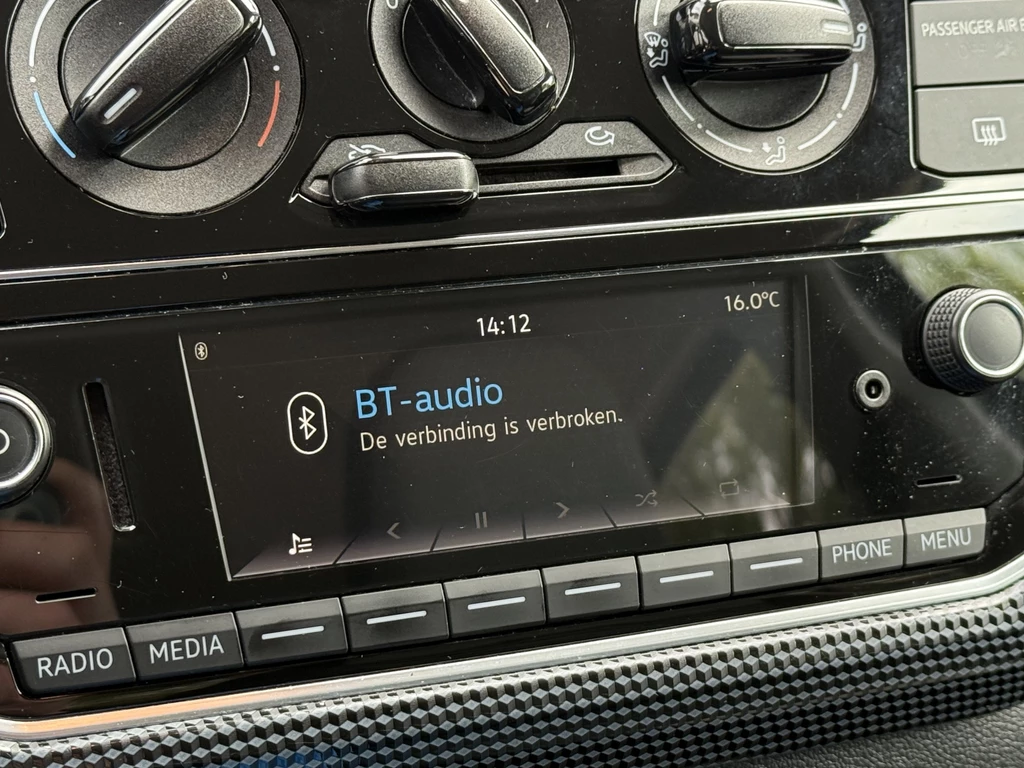 PASSENGER AIR
14:12
16.0°C
BT-audio
De verbinding is verbroken.
RADIO
MEDIA
PHONE
MENU